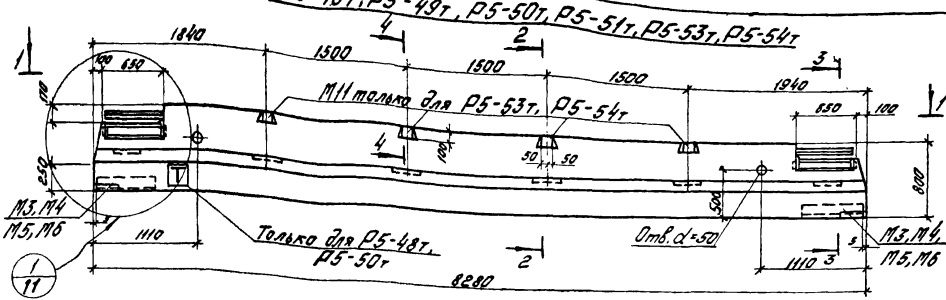 Р5-49т, Р5-50т, Р5-51т, Р5-53т, Р5-54т
1 1840 4 1500 2 1500 1500 1940 3 1
100 650
М11 только для Р5-53т, Р5-54т
650 100
170
100
4
50 50
250
500
800
Т
М3, М4
М5, М6
1110
Только для Р5-48т,
Р5-50т
2
Отв. d=50
3
1110
5
М3, М4,
М5, М6
1
11
8280